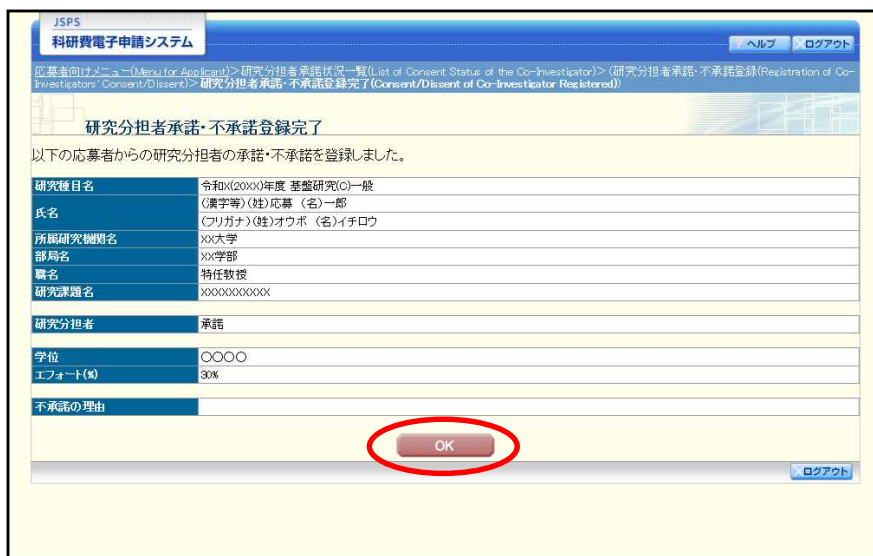 JSPS
科研費電子申請システム
? ヘルプ
ログアウト
応募者向けメニュー(Menu for Applicant)>研究分担者承諾状況一覧(List of Consent Status of the Co-Investigator)> (研究分担者承諾・不承諾登録(Registration of Co-
Investigators' Consent/Dissent)>研究分担者承諾・不承諾登録完了(Consent/Dissent of Co-Investigator Registered))
研究分担者承諾・不承諾登録完了
以下の応募者からの研究分担者の承諾・不承諾を登録しました。
研究種目名 令和X(20XX)年度 基盤研究(C)一般
氏名 (漢字等)(姓)応募 (名)一郎
(フリガナ)(姓)オウボ (名)イチロウ
所属研究機関名 XX大学
部局名 XX学部
職名 特任教授
研究課題名 XXXXXXXXXX
研究分担者 承諾
学位 〇〇〇〇
エフォート(%) 30%
不承諾の理由
OK
ログアウト